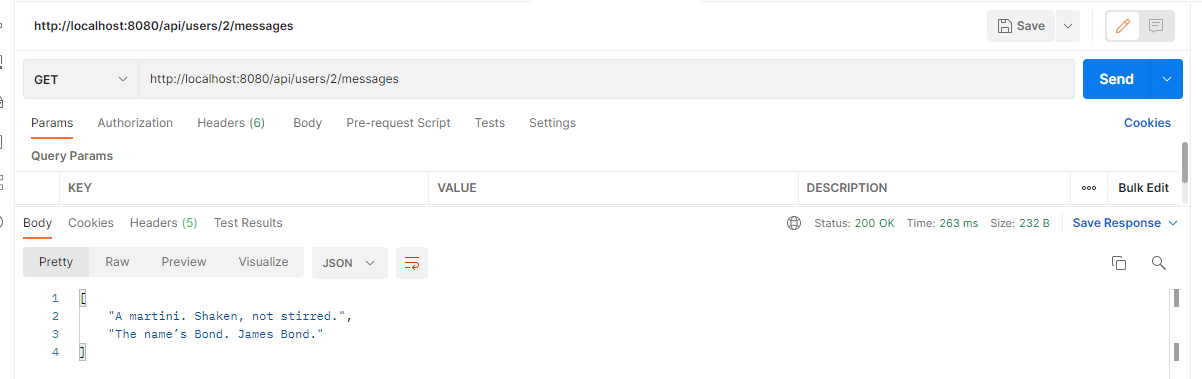 http://localhost:8080/api/users/2/messages
Save
GET http://localhost:8080/api/users/2/messages Send
Params Authorization Headers (6) Body Pre-request Script Tests Settings Cookies
Query Params
KEY VALUE DESCRIPTION Bulk Edit
Body Cookies Headers (5) Test Results Status: 200 OK Time: 263 ms Size: 232 B Save Response
Pretty Raw Preview Visualize JSON
1 [
2 "A martini. Shaken, not stirred.",
3 "The name’s Bond. James Bond."
4 ]